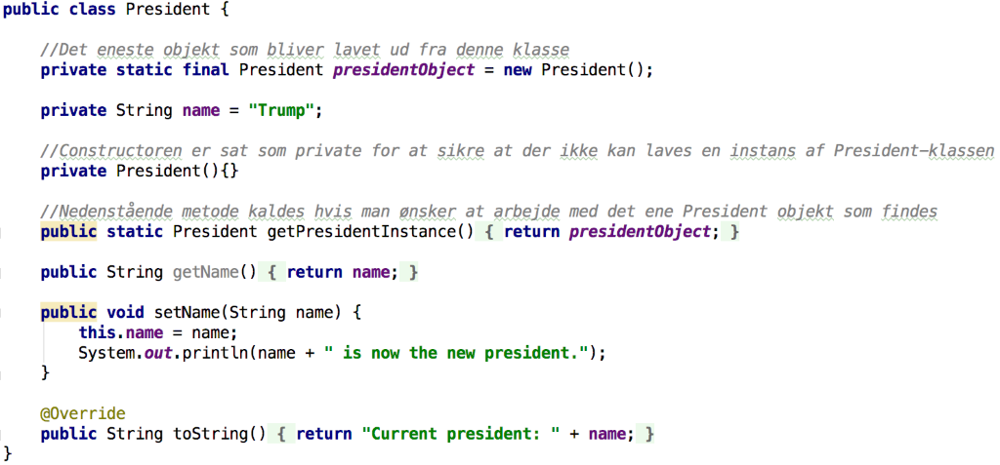 public class President {
//Det eneste objekt som bliver lavet ud fra denne klasse
private static final President presidentObject = new President();
private String name = "Trump";
//Constructoren er sat som private for at sikre at der ikke kan laves en instans af President-klassen
private President(){}
//Nedenstående metode kaldes hvis man ønsker at arbejde med det ene President objekt som findes
public static President getPresidentInstance() { return presidentObject; }
public String getName() { return name; }
public void setName(String name) {
this.name = name;
System.out.println(name + " is now the new president.");
}
@Override
public String toString() { return "Current president: " + name; }
}